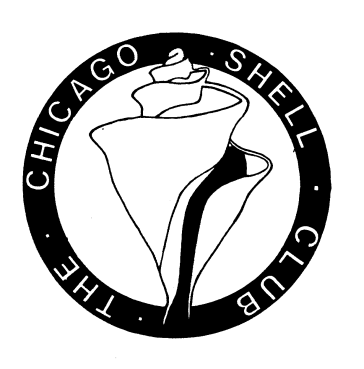 · THE · CHICAGO · SHELL · CLUB